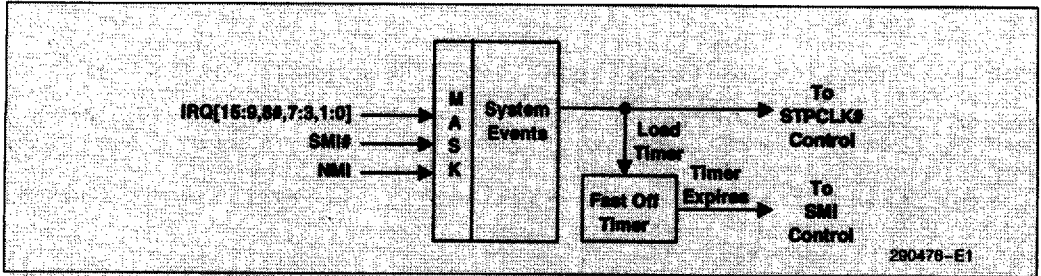 IRQ[15:9,8#,7:3,1:0]
SMI#
NMI
MASK
System
Events
Load
Timer
Fast Off
Timer
Timer
Expires
To
STPCLK#
Control
To
SMI
Control
290476-E1